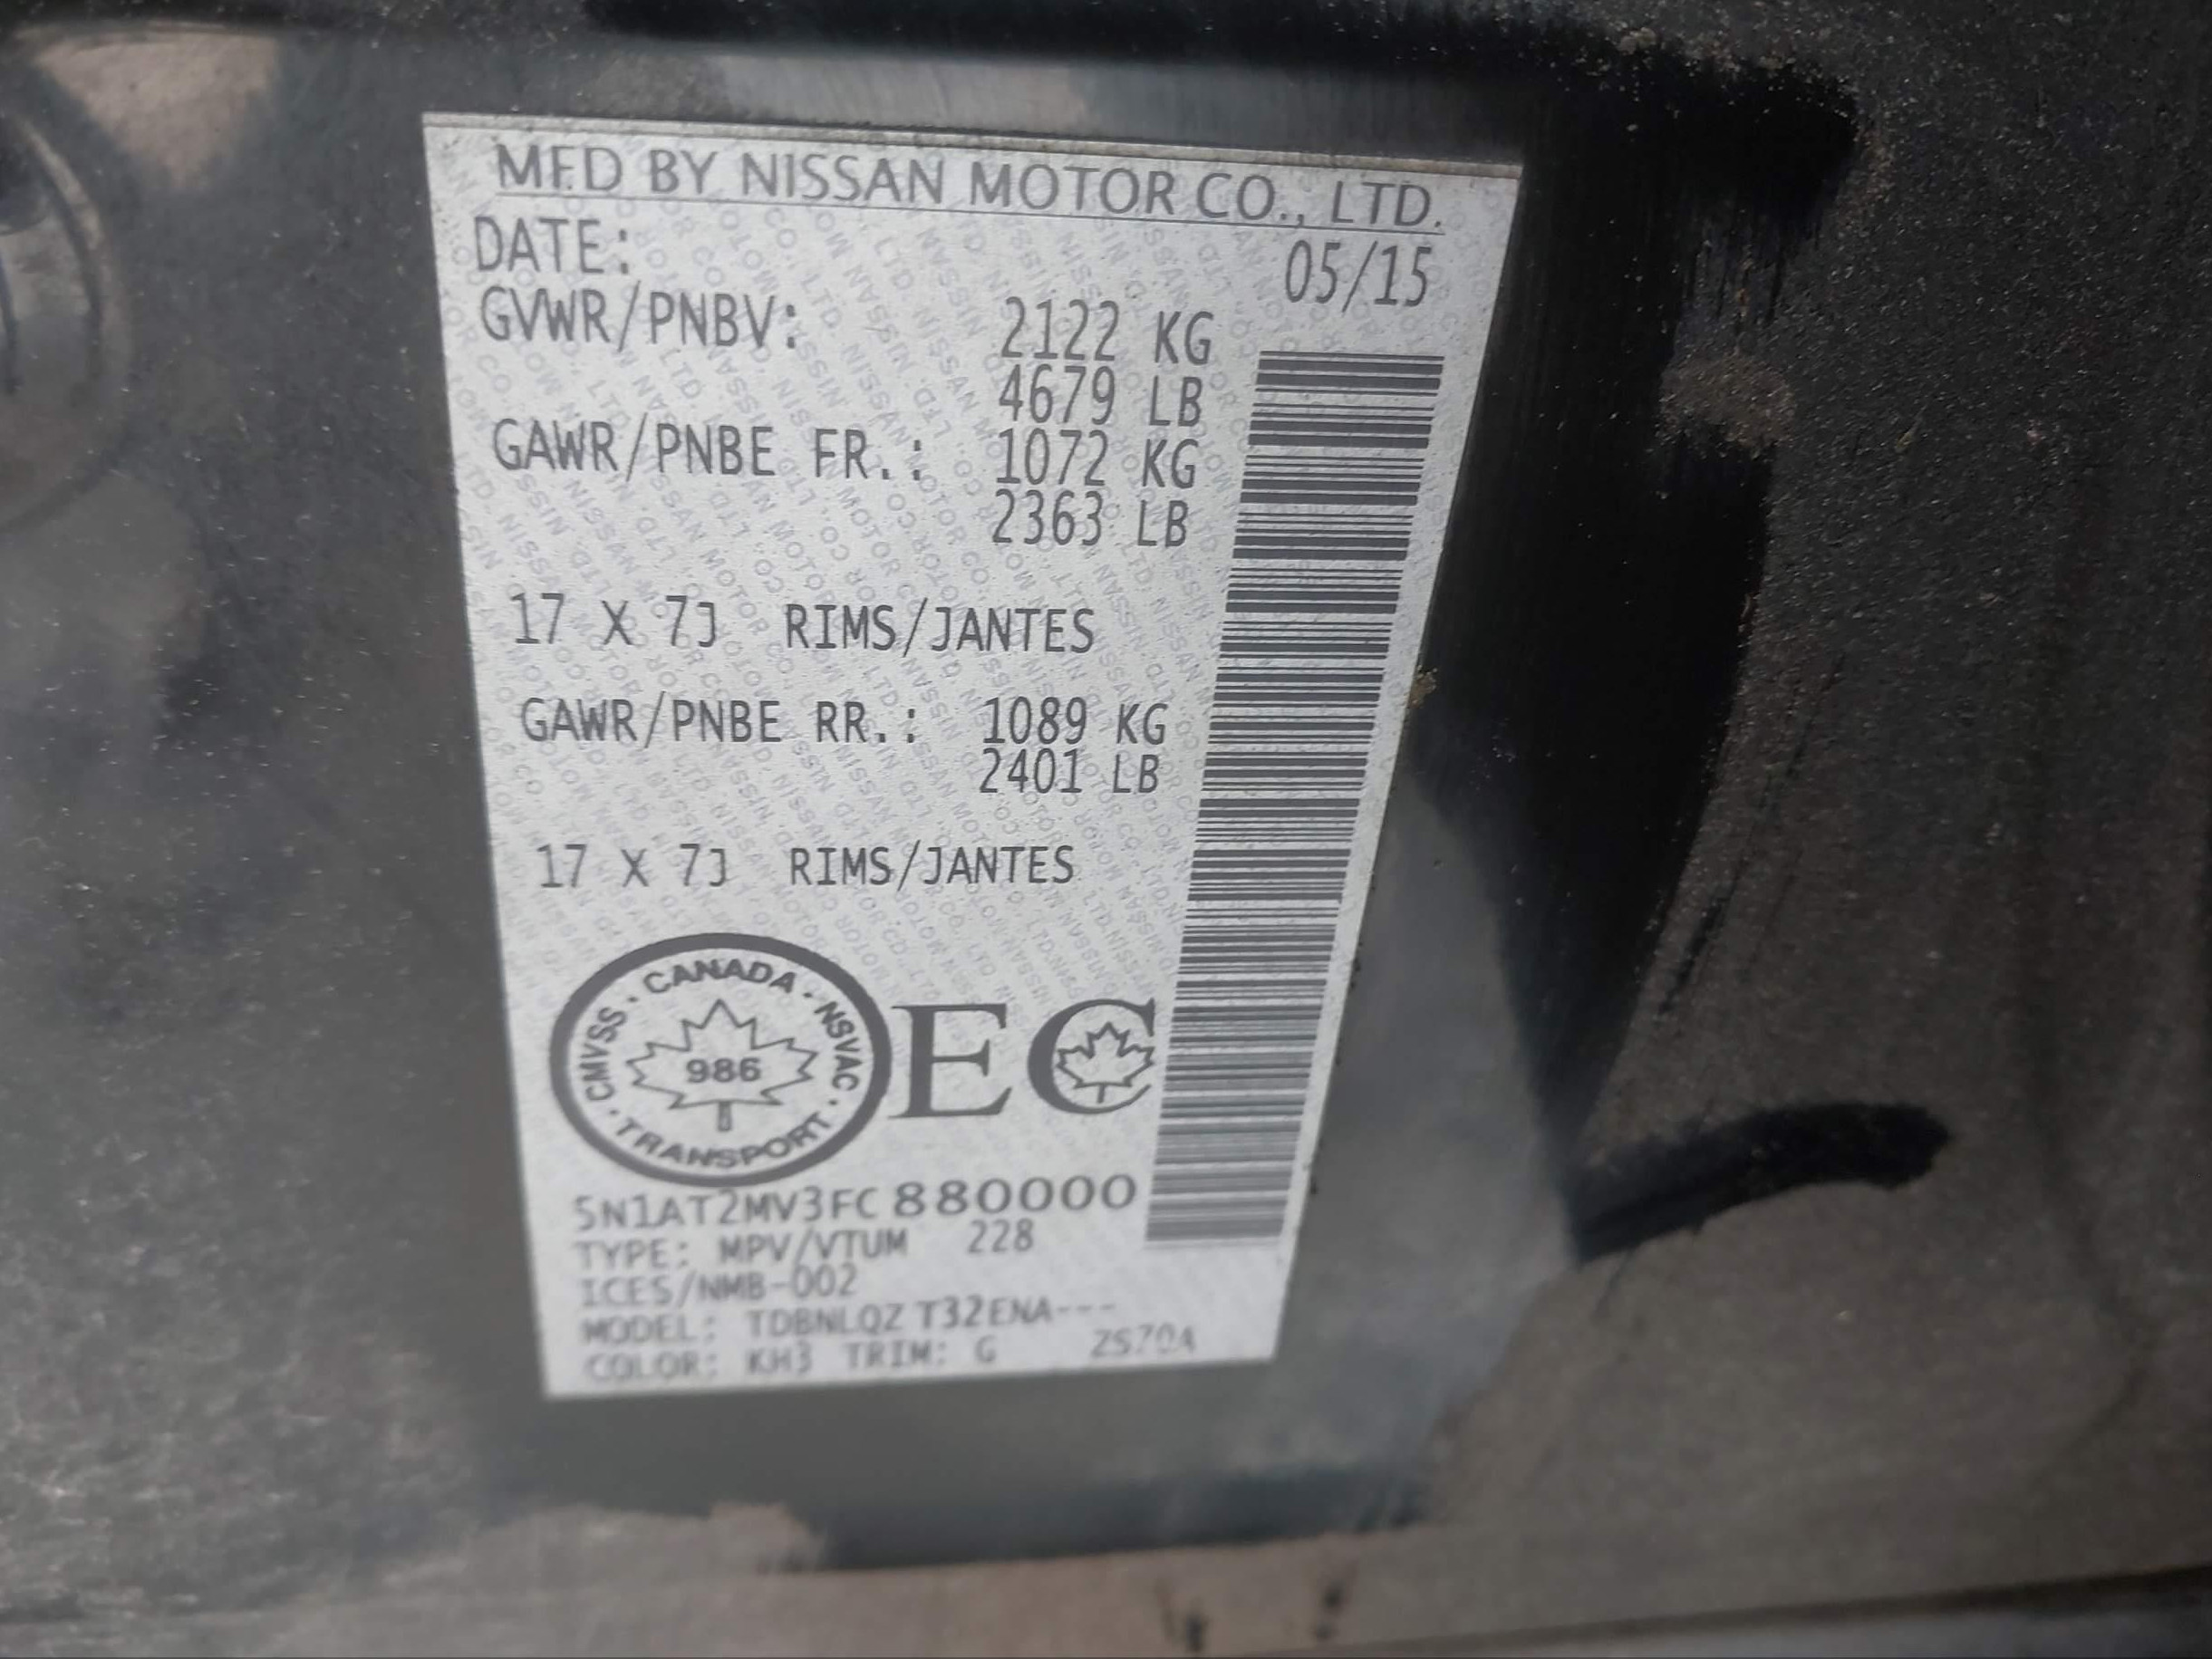 MFD BY NISSAN MOTOR CO., LTD.
DATE: 05/15
GVWR/PNBV: 2122 KG
4679 LB
GAWR/PNBE FR.: 1072 KG
2363 LB
17 X 7J RIMS/JANTES
GAWR/PNBE RR.: 1089 KG
2401 LB
17 X 7J RIMS/JANTES
CMVSS · CANADA · NSVAC · TRANSPORT
986
EC
5N1AT2MV3FC880000
TYPE: MPV/VTUM 228
ICES/NMB-002
MODEL: TDBNLQZ T32ENA---
COLOR: KH3 TRIM: G ZS70A